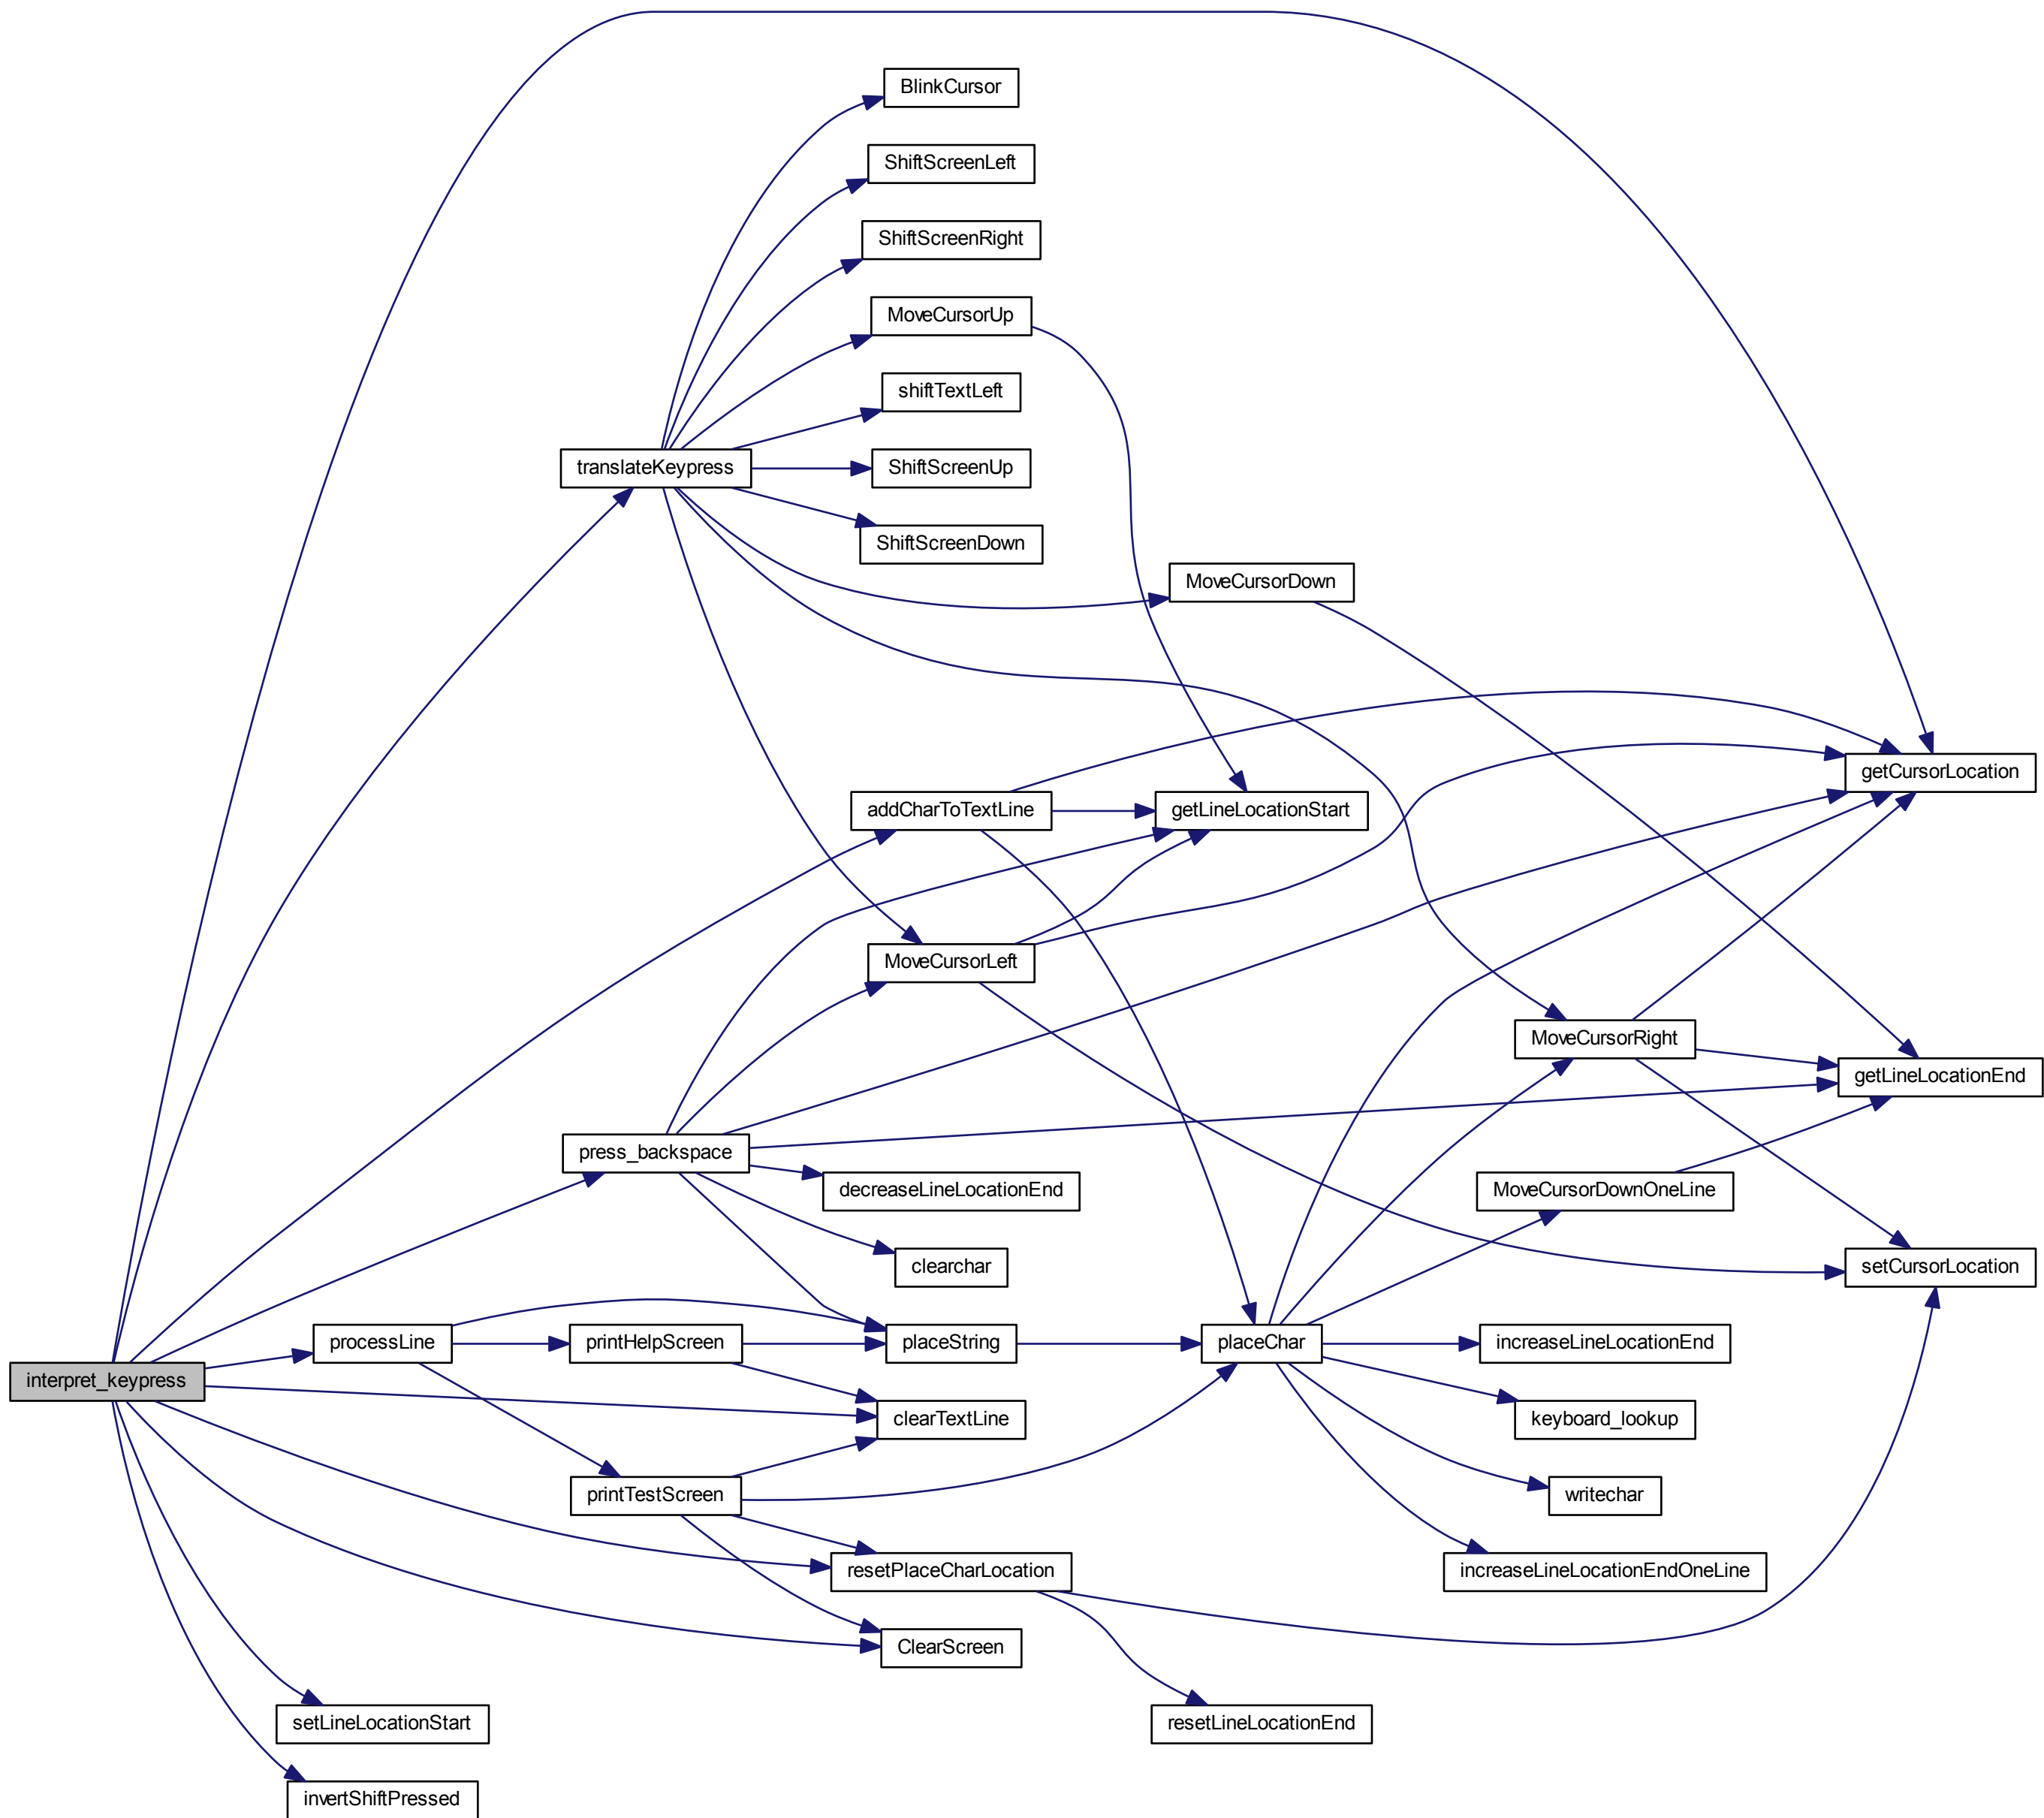 BlinkCursor
ShiftScreenLeft
ShiftScreenRight
MoveCursorUp
shiftTextLeft
translateKeypress
ShiftScreenUp
ShiftScreenDown
MoveCursorDown
getCursorLocation
addCharToTextLine
getLineLocationStart
MoveCursorLeft
MoveCursorRight
getLineLocationEnd
press_backspace
decreaseLineLocationEnd
MoveCursorDownOneLine
clearchar
setCursorLocation
processLine
printHelpScreen
placeString
placeChar
increaseLineLocationEnd
interpret_keypress
clearTextLine
keyboard_lookup
printTestScreen
writechar
resetPlaceCharLocation
increaseLineLocationEndOneLine
ClearScreen
setLineLocationStart
resetLineLocationEnd
invertShiftPressed